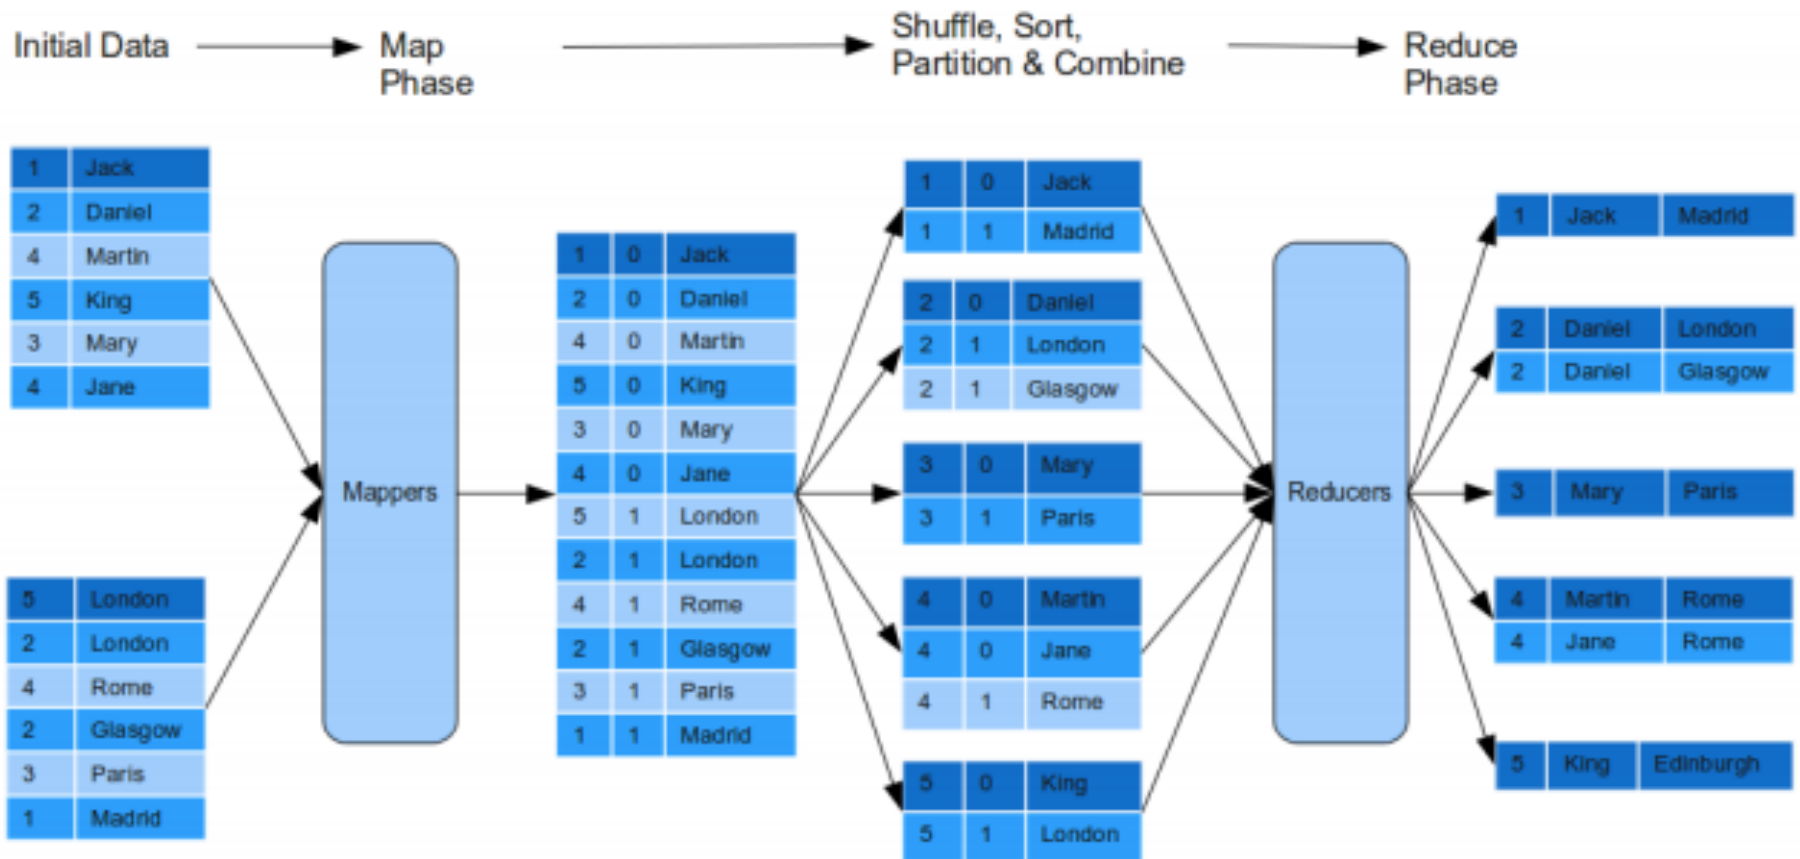 Initial Data
Map
Phase
Shuffle, Sort,
Partition & Combine
Reduce
Phase
1 Jack
2 Daniel
4 Martin
5 King
3 Mary
4 Jane
5 London
2 London
4 Rome
2 Glasgow
3 Paris
1 Madrid
Mappers
1 0 Jack
2 0 Daniel
4 0 Martin
5 0 King
3 0 Mary
4 0 Jane
5 1 London
2 1 London
4 1 Rome
2 1 Glasgow
3 1 Paris
1 1 Madrid
1 0 Jack
1 1 Madrid
2 0 Daniel
2 1 London
2 1 Glasgow
3 0 Mary
3 1 Paris
4 0 Martin
4 0 Jane
4 1 Rome
5 0 King
5 1 London
Reducers
1 Jack Madrid
2 Daniel London
2 Daniel Glasgow
3 Mary Paris
4 Martin Rome
4 Jane Rome
5 King Edinburgh